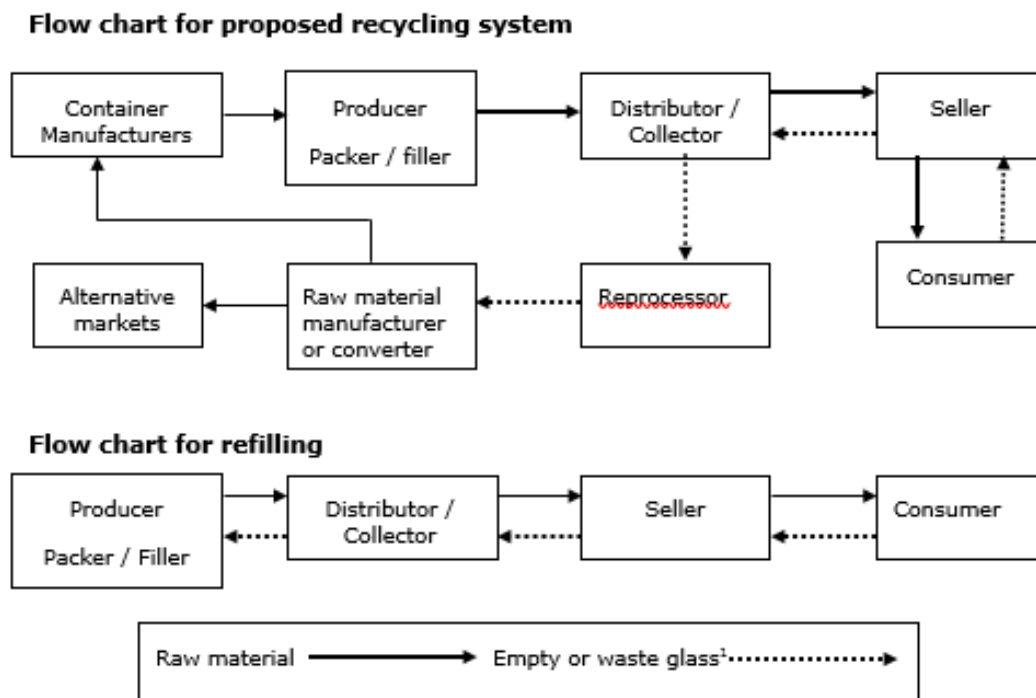 Flow chart for proposed recycling system
Container
Manufacturers
Producer
Packer / filler
Distributor /
Collector
Seller
Consumer
Alternative
markets
Raw material
manufacturer
or converter
Reprocessor
Flow chart for refilling
Producer
Packer / Filler
Distributor /
Collector
Seller
Consumer
Raw material
Empty or waste glass¹